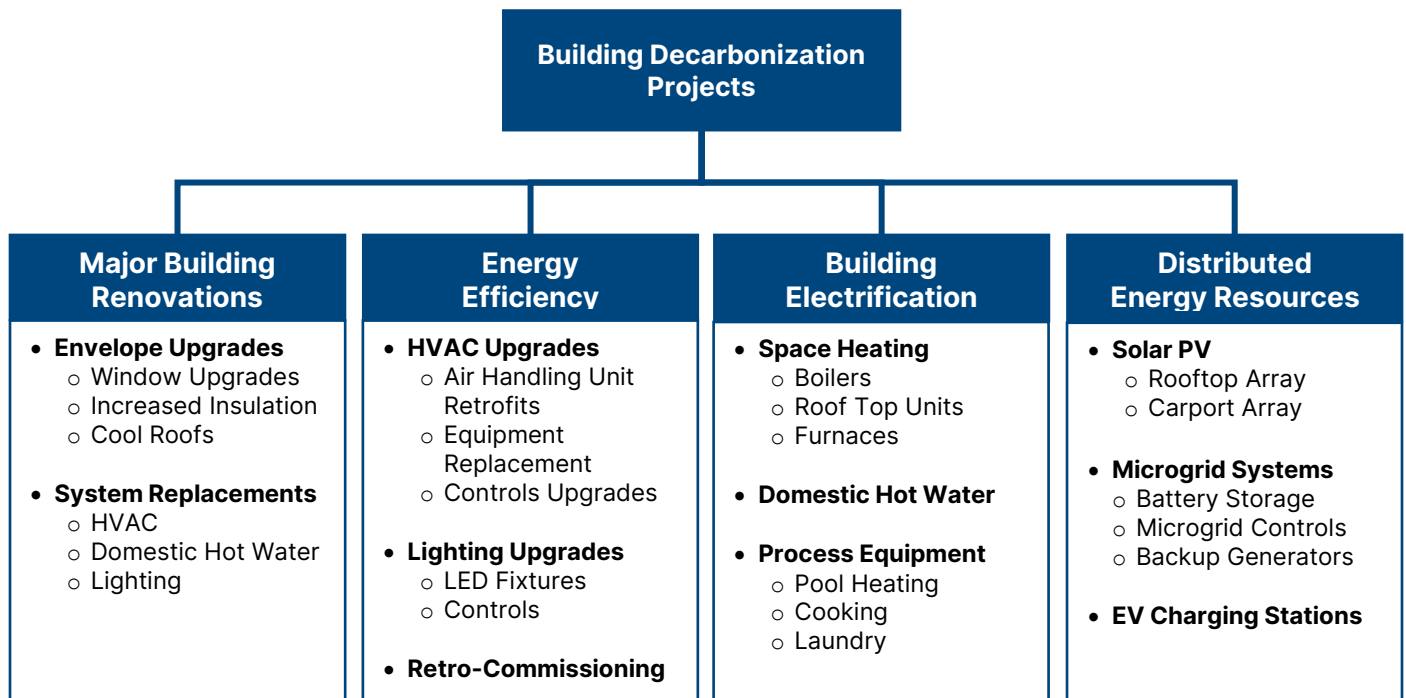 Building Decarbonization
Projects
Major Building
Renovations
• Envelope Upgrades
o Window Upgrades
o Increased Insulation
o Cool Roofs
• System Replacements
o HVAC
o Domestic Hot Water
o Lighting
Energy
Efficiency
• HVAC Upgrades
o Air Handling Unit
Retrofits
o Equipment
Replacement
o Controls Upgrades
• Lighting Upgrades
o LED Fixtures
o Controls
• Retro-Commissioning
Building
Electrification
• Space Heating
o Boilers
o Roof Top Units
o Furnaces
• Domestic Hot Water
• Process Equipment
o Pool Heating
o Cooking
o Laundry
Distributed
Energy Resources
• Solar PV
o Rooftop Array
o Carport Array
• Microgrid Systems
o Battery Storage
o Microgrid Controls
o Backup Generators
• EV Charging Stations